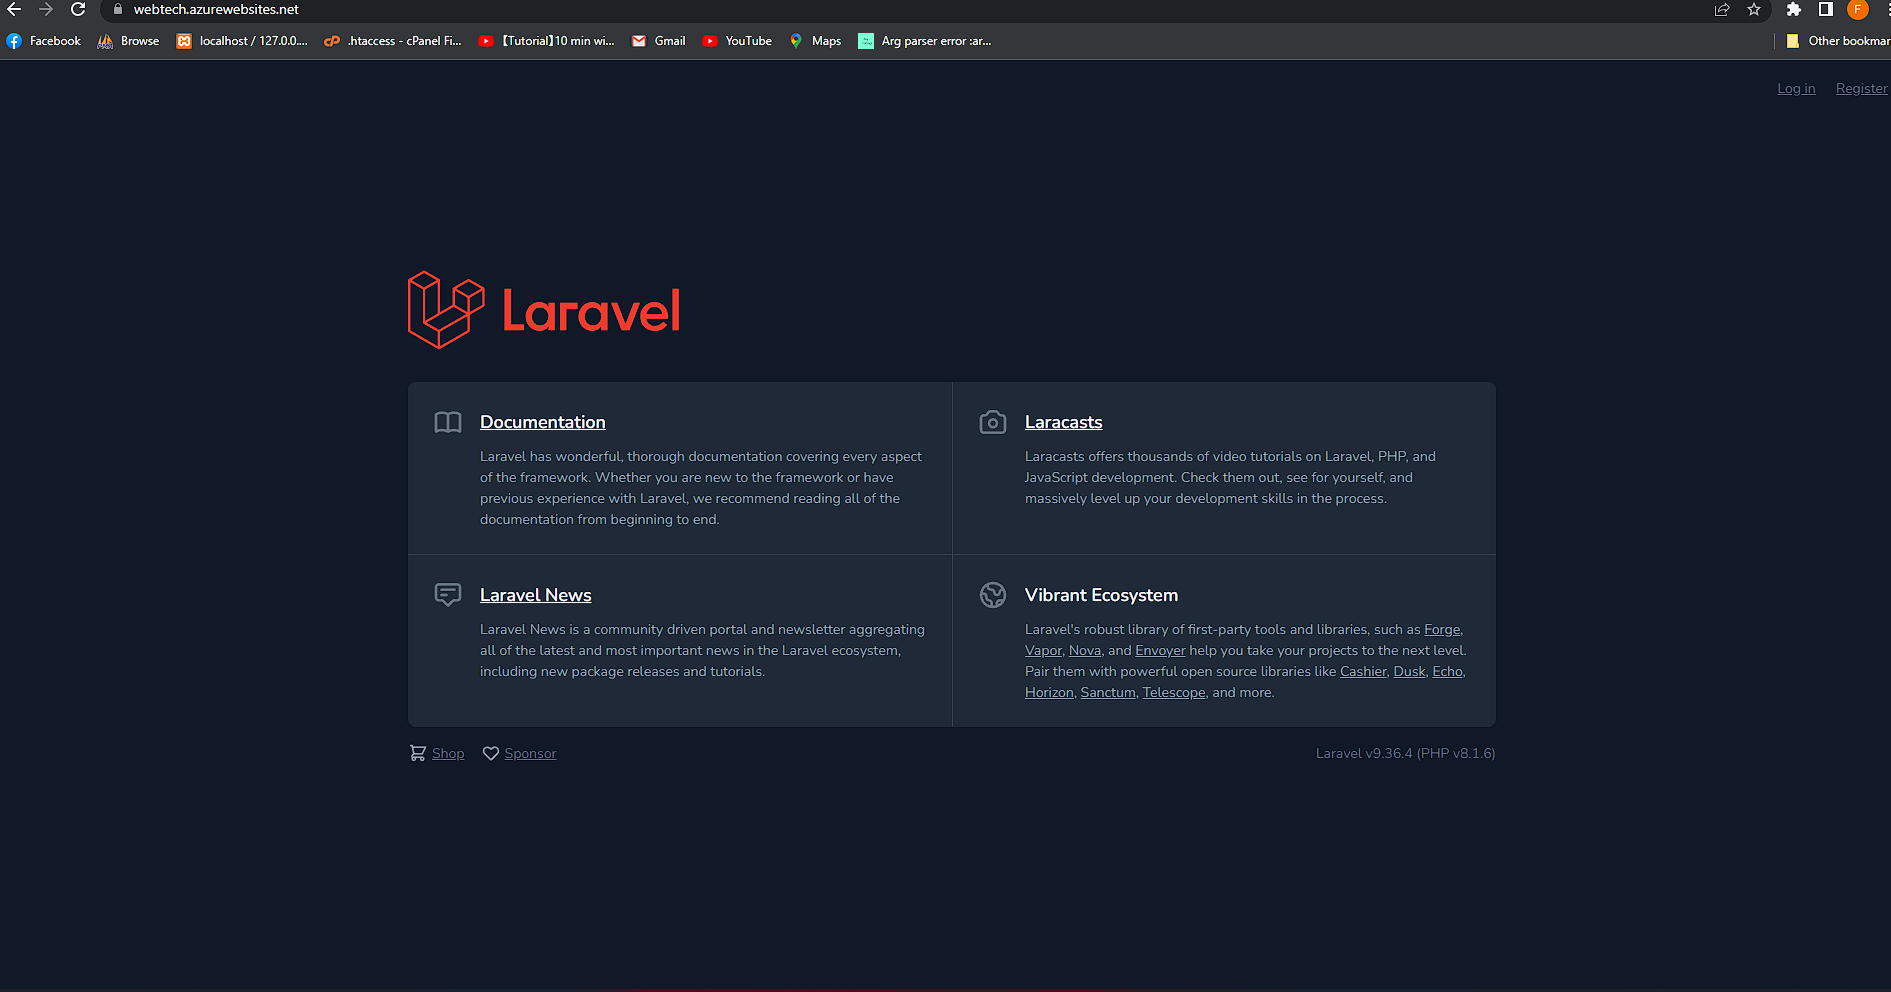 webtech.azurewebsites.net
F
Facebook
Browse
localhost / 127.0.0....
.htaccess - cPanel Fi...
【Tutorial】10 min wi...
Gmail
YouTube
Maps
Arg parser error :ar...
Other bookmar
Log in
Register
Laravel
Documentation
Laravel has wonderful, thorough documentation covering every aspect
of the framework. Whether you are new to the framework or have
previous experience with Laravel, we recommend reading all of the
documentation from beginning to end.
Laracasts
Laracasts offers thousands of video tutorials on Laravel, PHP, and
JavaScript development. Check them out, see for yourself, and
massively level up your development skills in the process.
Laravel News
Laravel News is a community driven portal and newsletter aggregating
all of the latest and most important news in the Laravel ecosystem,
including new package releases and tutorials.
Vibrant Ecosystem
Laravel's robust library of first-party tools and libraries, such as Forge,
Vapor, Nova, and Envoyer help you take your projects to the next level.
Pair them with powerful open source libraries like Cashier, Dusk, Echo,
Horizon, Sanctum, Telescope, and more.
Shop
Sponsor
Laravel v9.36.4 (PHP v8.1.6)